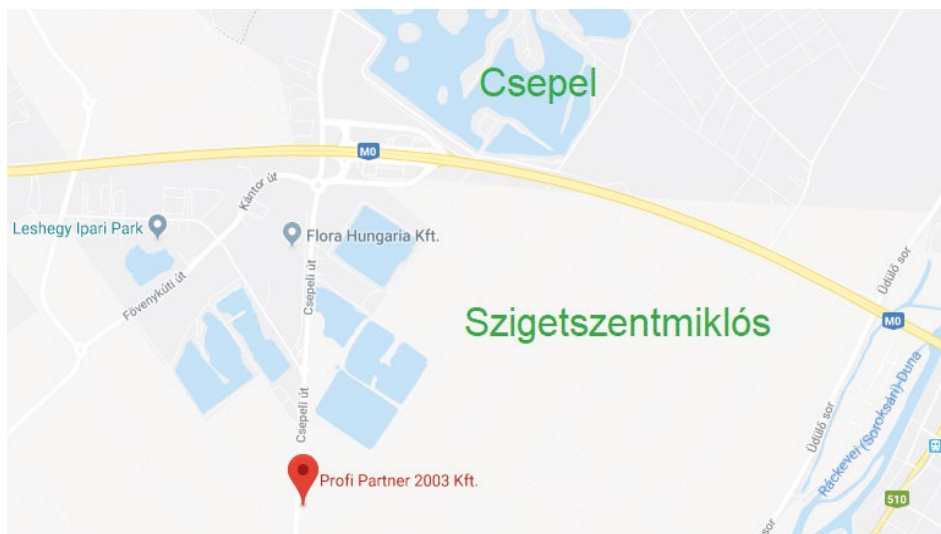 Csepel
M0
Kántor út
Leshegy Ipari Park
Flora Hungaria Kft.
Üdülő sor
Csepeli út
Fövenykúti út
Szigetszentmiklós
M0
Ráckevei (Soroksári)-Duna
Csepeli út
Üdülő sor
Profi Partner 2003 Kft.
510
sor